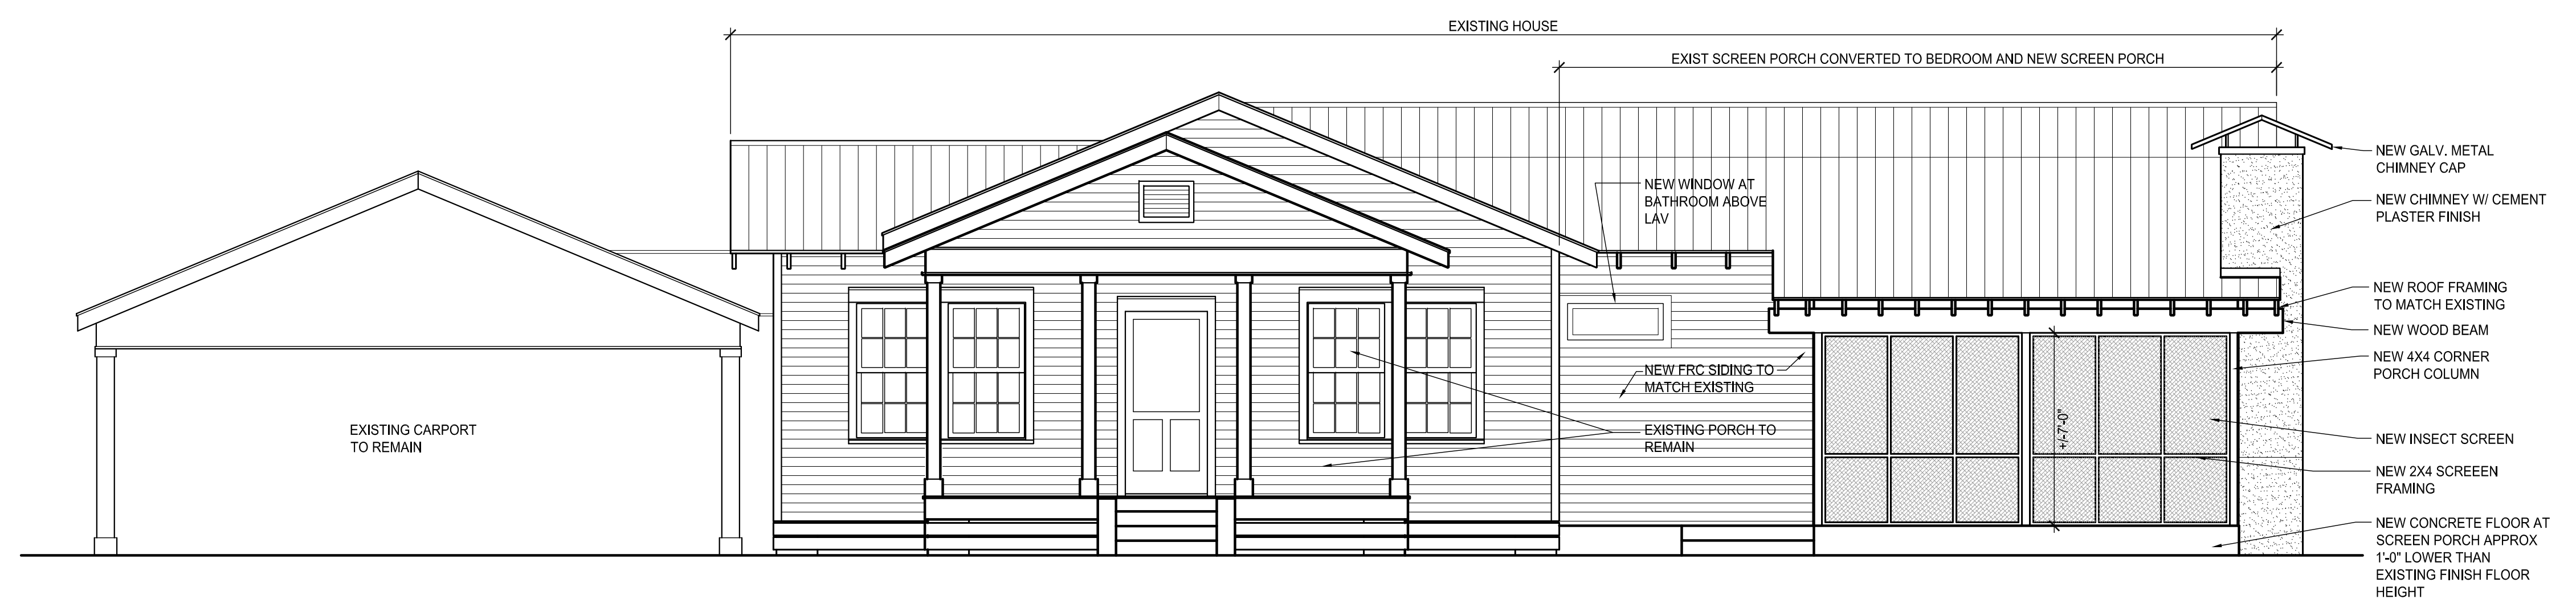 EXISTING HOUSE
EXIST SCREEN PORCH CONVERTED TO BEDROOM AND NEW SCREEN PORCH
NEW GALV. METAL
CHIMNEY CAP
NEW WINDOW AT
BATHROOM ABOVE
LAV
NEW CHIMNEY W/ CEMENT
PLASTER FINISH
NEW ROOF FRAMING
TO MATCH EXISTING
NEW WOOD BEAM
NEW 4X4 CORNER
PORCH COLUMN
NEW FRC SIDING TO
MATCH EXISTING
EXISTING CARPORT
TO REMAIN
EXISTING PORCH TO
REMAIN
+/-7'-0"
NEW INSECT SCREEN
NEW 2X4 SCREEEN
FRAMING
NEW CONCRETE FLOOR AT
SCREEN PORCH APPROX
1'-0" LOWER THAN
EXISTING FINISH FLOOR
HEIGHT